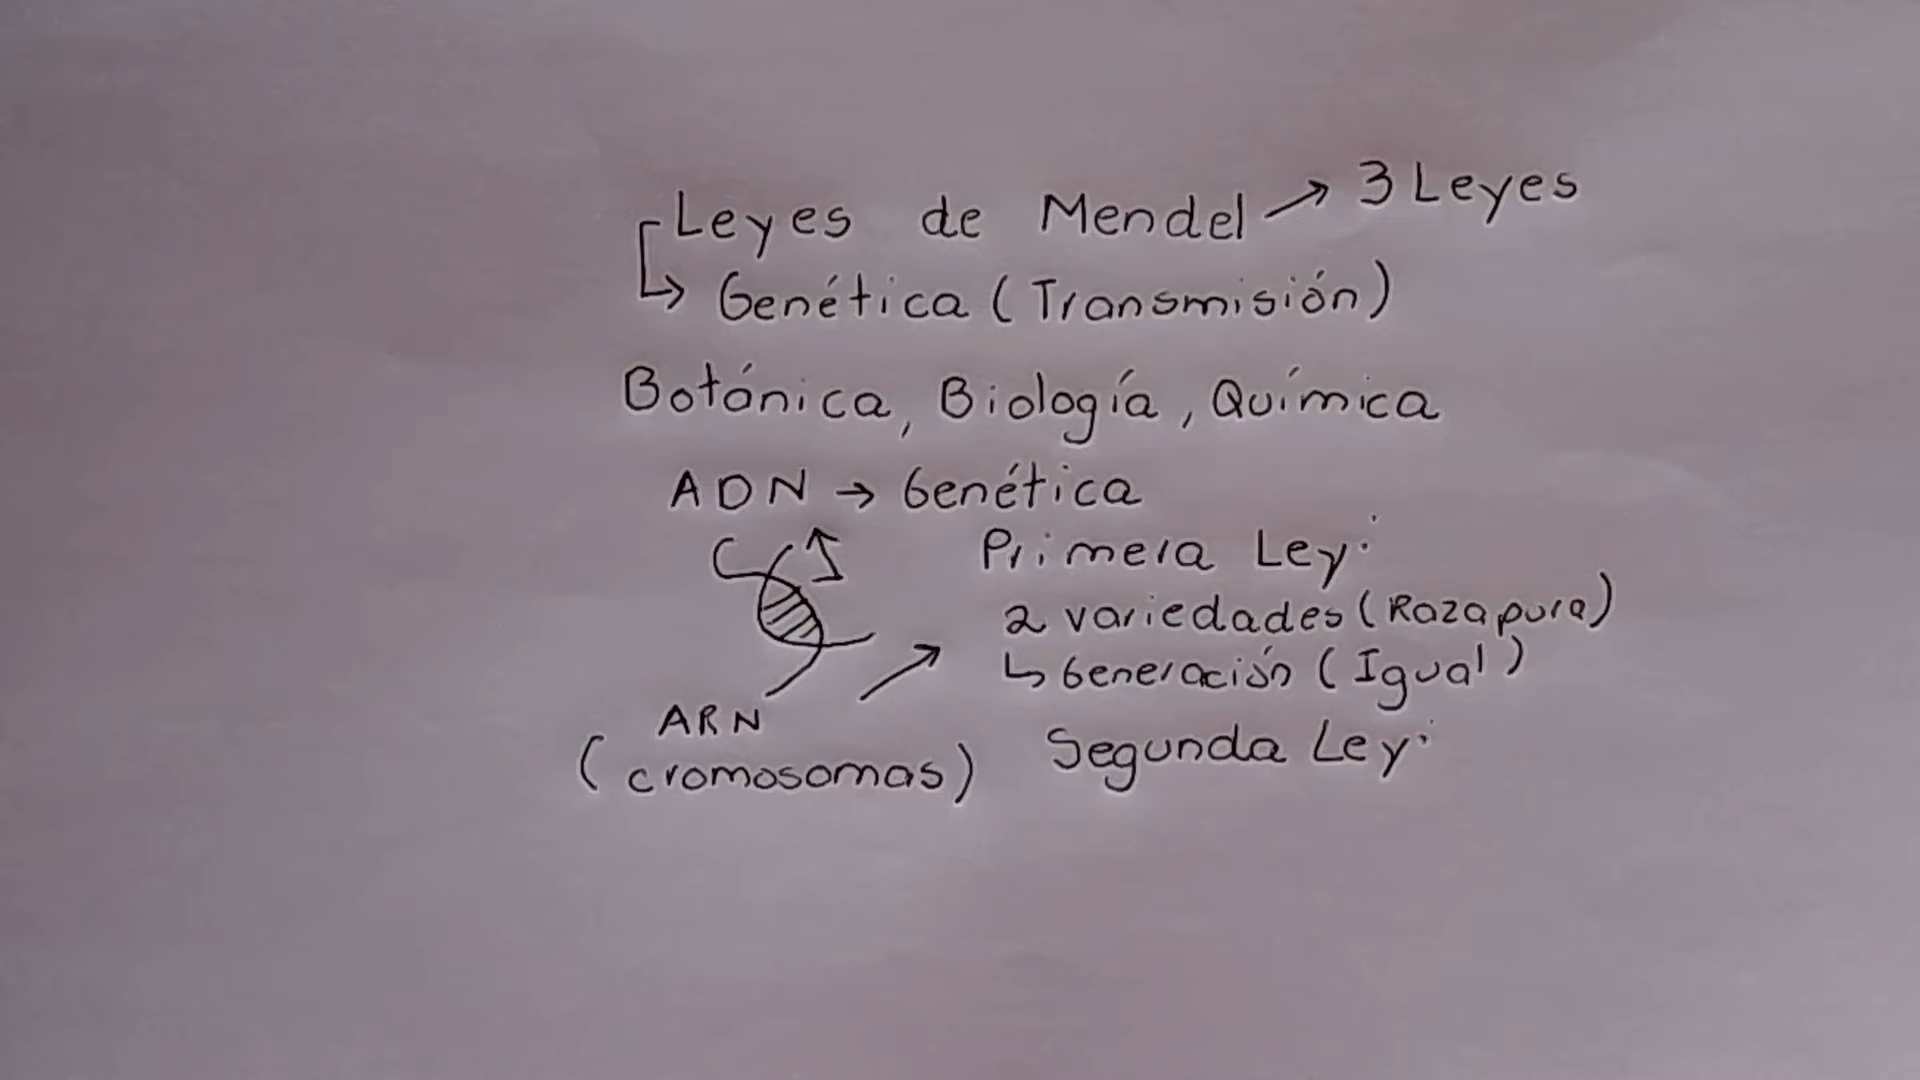 Leyes de Mendel → 3 Leyes
↳ Genética (Transmisión)
Botánica, Biología, Química
ADN → Genética
Primera Ley:
2 variedades (Raza pura)
↳ Generación (Igual)
ARN
(cromosomas)
Segunda Ley: